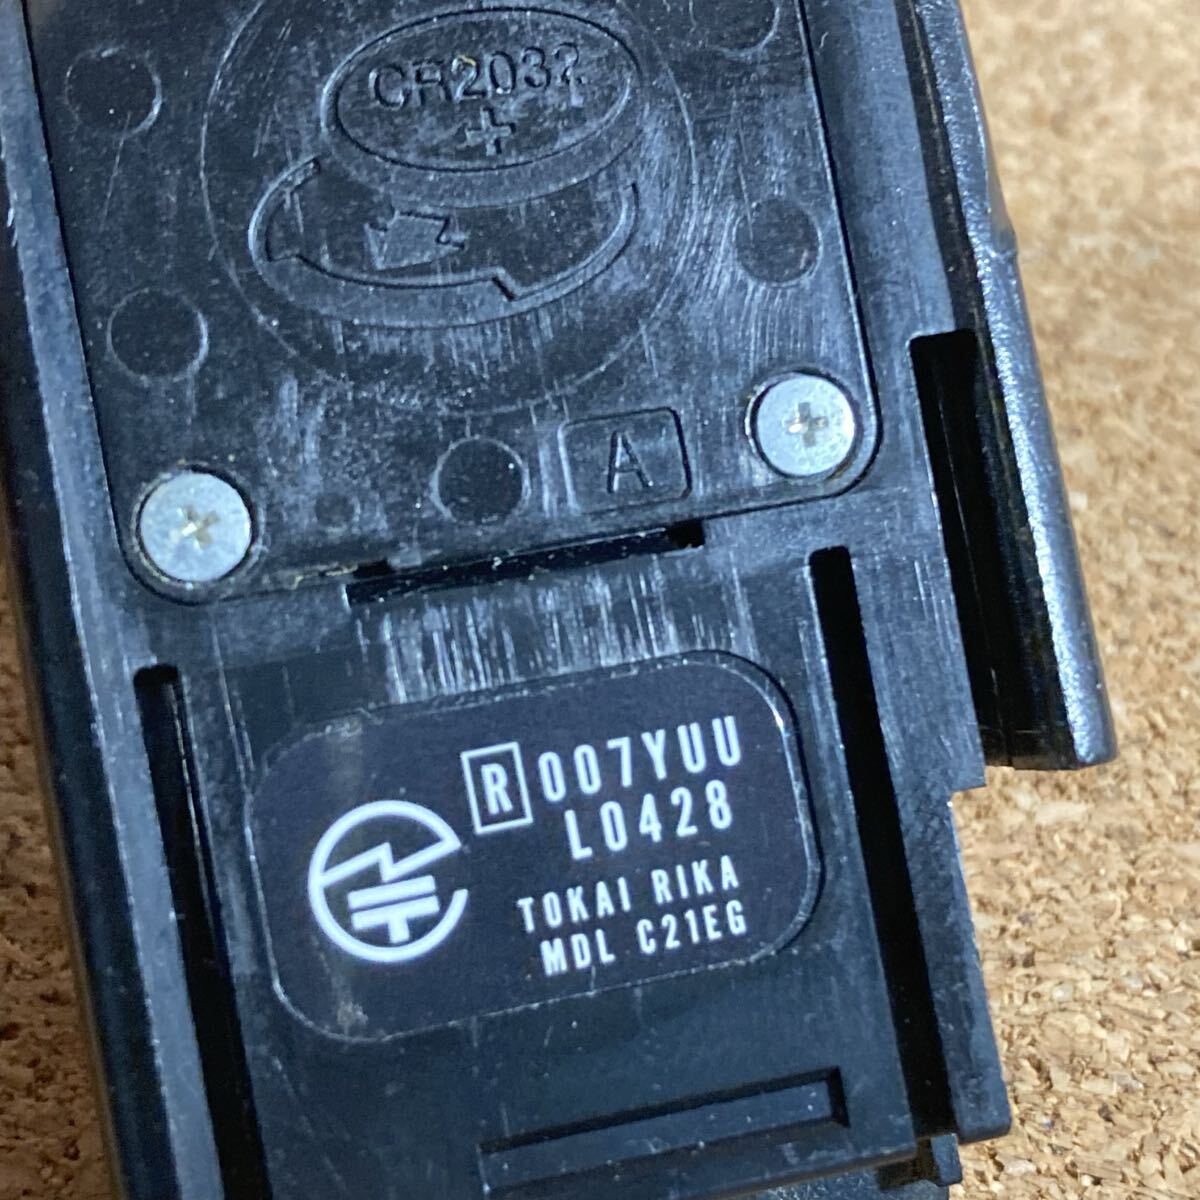 CR2032
+
A
R 007YUU
L0428
TOKAI RIKA
MDL C21EG